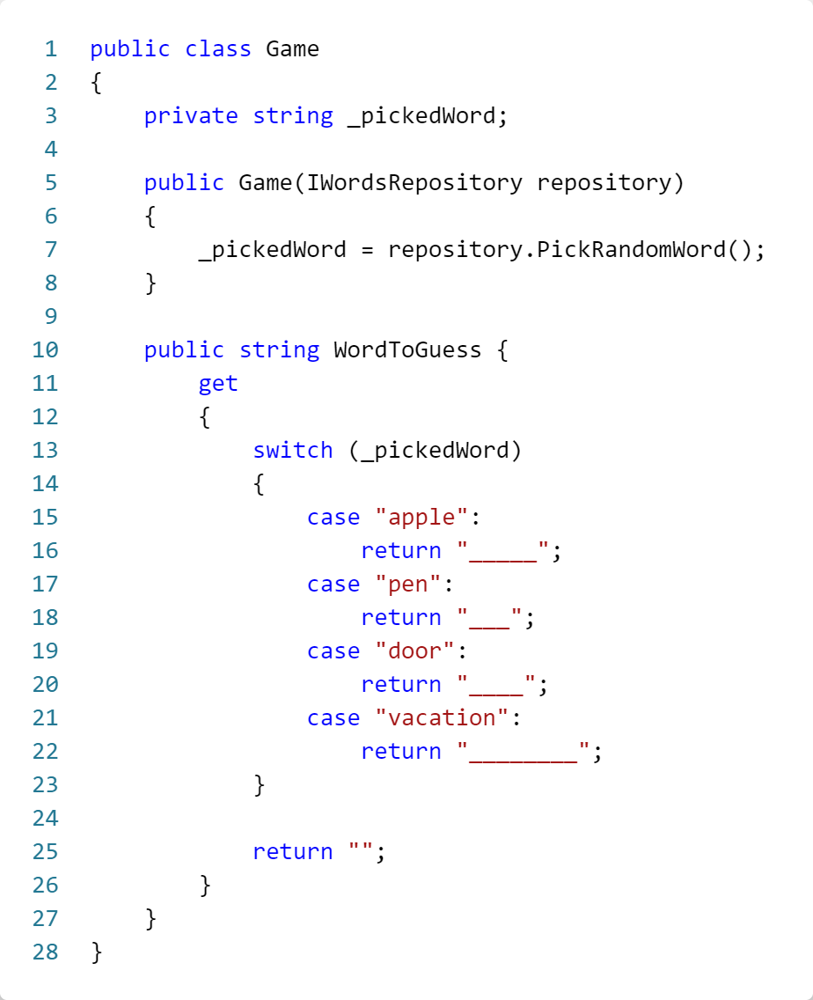 1 public class Game
2 {
3     private string _pickedWord;
4
5     public Game(IWordsRepository repository)
6     {
7         _pickedWord = repository.PickRandomWord();
8     }
9
10     public string WordToGuess {
11         get
12         {
13             switch (_pickedWord)
14             {
15                 case "apple":
16                     return "_____";
17                 case "pen":
18                     return "___";
19                 case "door":
20                     return "____";
21                 case "vacation":
22                     return "________";
23             }
24
25             return "";
26         }
27     }
28 }